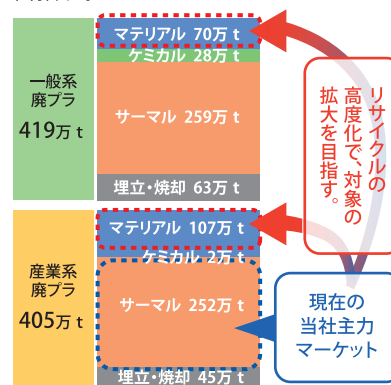 マテリアル 70万 t
ケミカル 28万 t
一般系
廃プラ
419万 t
サーマル 259万 t
埋立・焼却 63万 t
リサイクルの
高度化で、対象の
拡大を目指す。
マテリアル 107万 t
ケミカル 2万 t
産業系
廃プラ
405万 t
サーマル 252万 t
埋立・焼却 45万 t
現在の
当社主力
マーケット